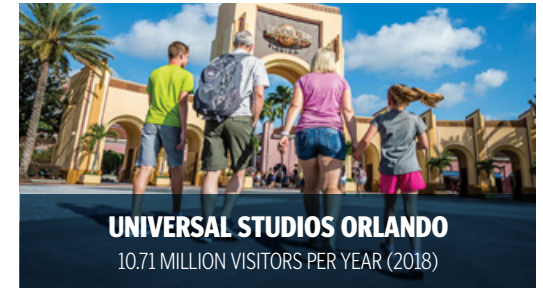 UNIVERSAL STUDIOS ORLANDO
10.71 MILLION VISITORS PER YEAR (2018)